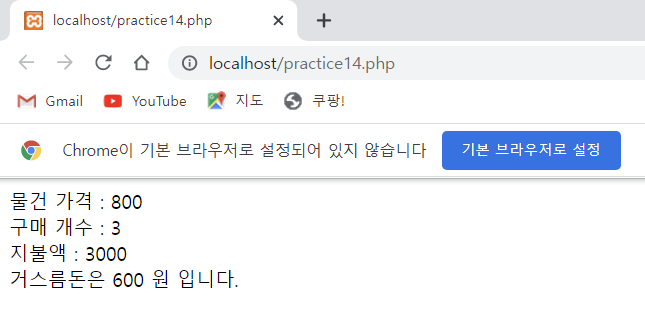 localhost/practice14.php
localhost/practice14.php
Gmail YouTube 지도 쿠팡!
Chrome이 기본 브라우저로 설정되어 있지 않습니다 기본 브라우저로 설정
물건 가격 : 800
구매 개수 : 3
지불액 : 3000
거스름돈은 600 원 입니다.